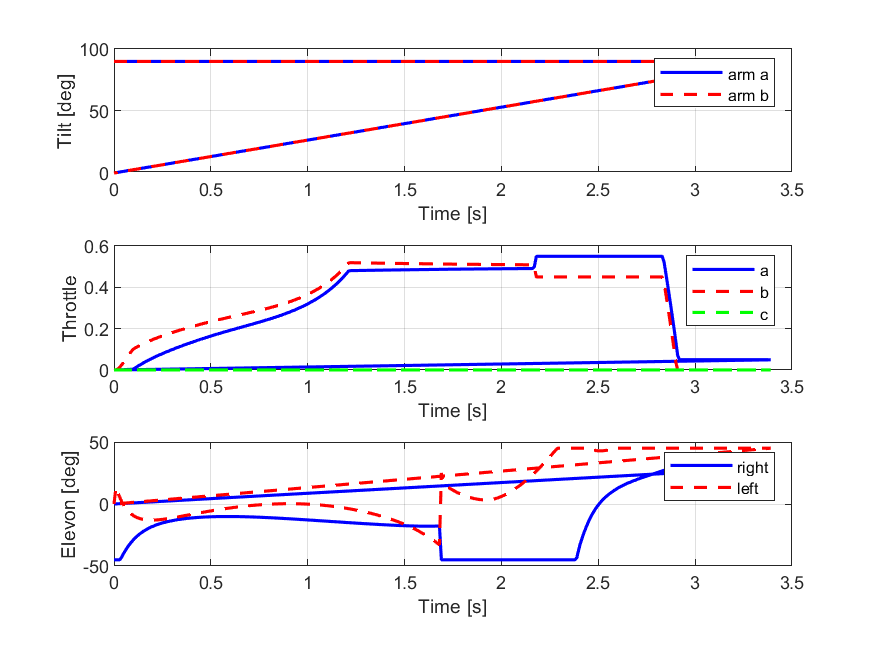 100
50
0
Tilt [deg]
arm a
arm b
0 0.5 1 1.5 2 2.5 3 3.5
Time [s]
0.6
0.4
0.2
0
Throttle
a
b
c
0 0.5 1 1.5 2 2.5 3 3.5
Time [s]
50
0
-50
Elevon [deg]
right
left
0 0.5 1 1.5 2 2.5 3 3.5
Time [s]